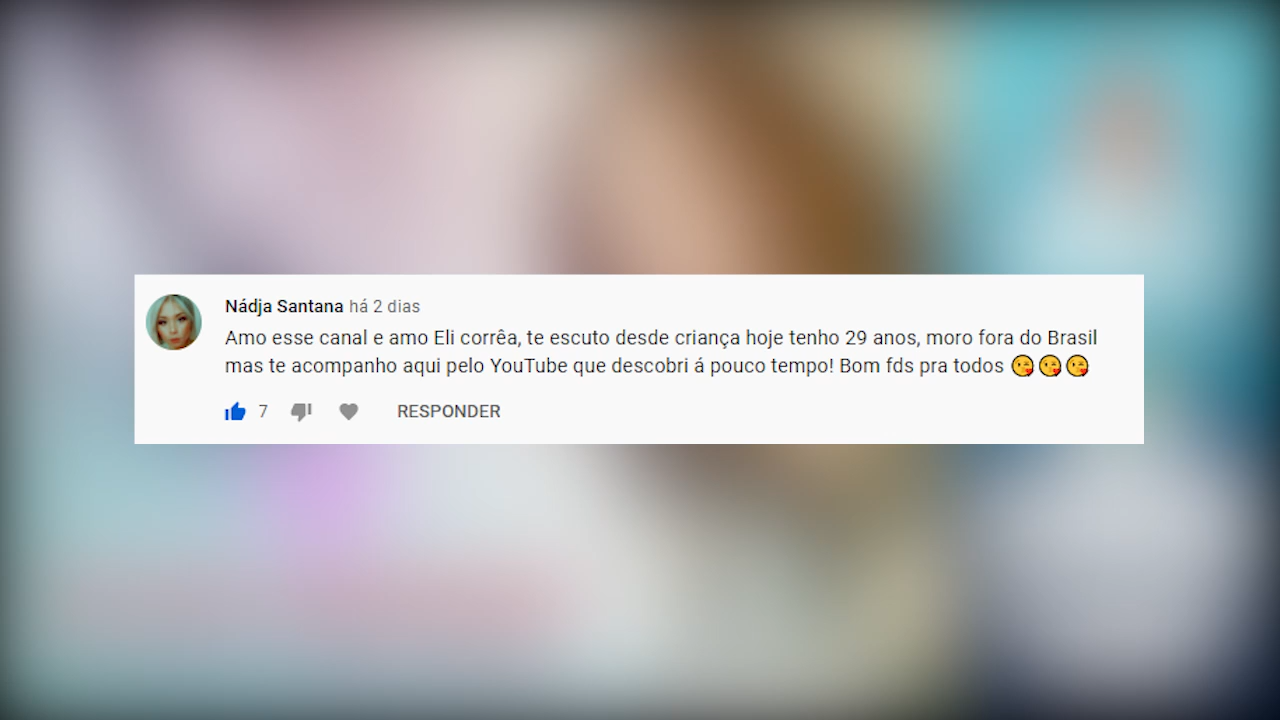 Nádja Santana há 2 dias
Amo esse canal e amo Eli corrêa, te escuto desde criança hoje tenho 29 anos, moro fora do Brasil
mas te acompanho aqui pelo YouTube que descobri á pouco tempo! Bom fds pra todos 😘😘😘
7 RESPONDER